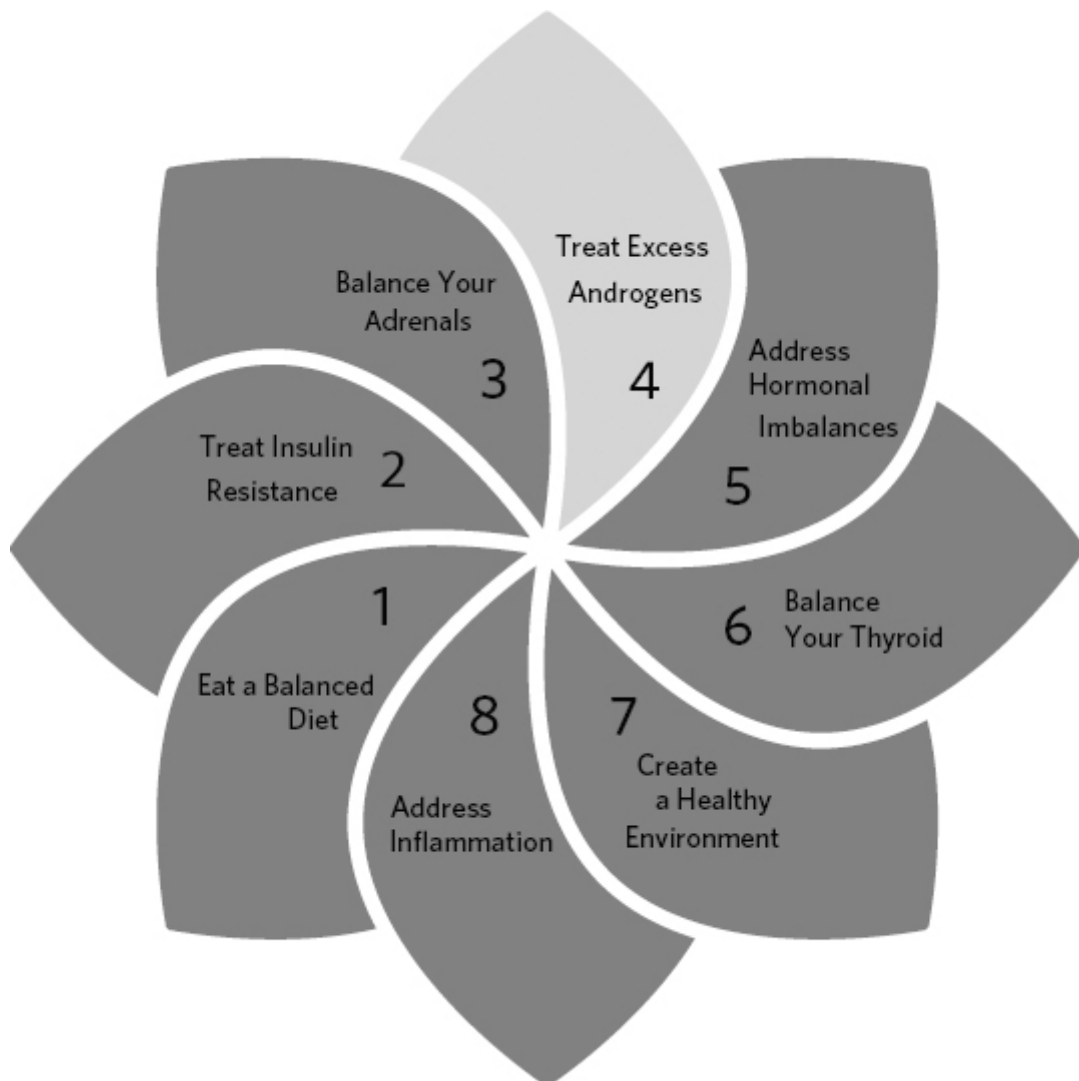 Treat Excess
Androgens
4
Balance Your
Adrenals
3
Address
Hormonal
Imbalances
5
Treat Insulin
Resistance
2
1
Eat a Balanced
Diet
6
Balance
Your Thyroid
8
Address
Inflammation
7
Create
a Healthy
Environment